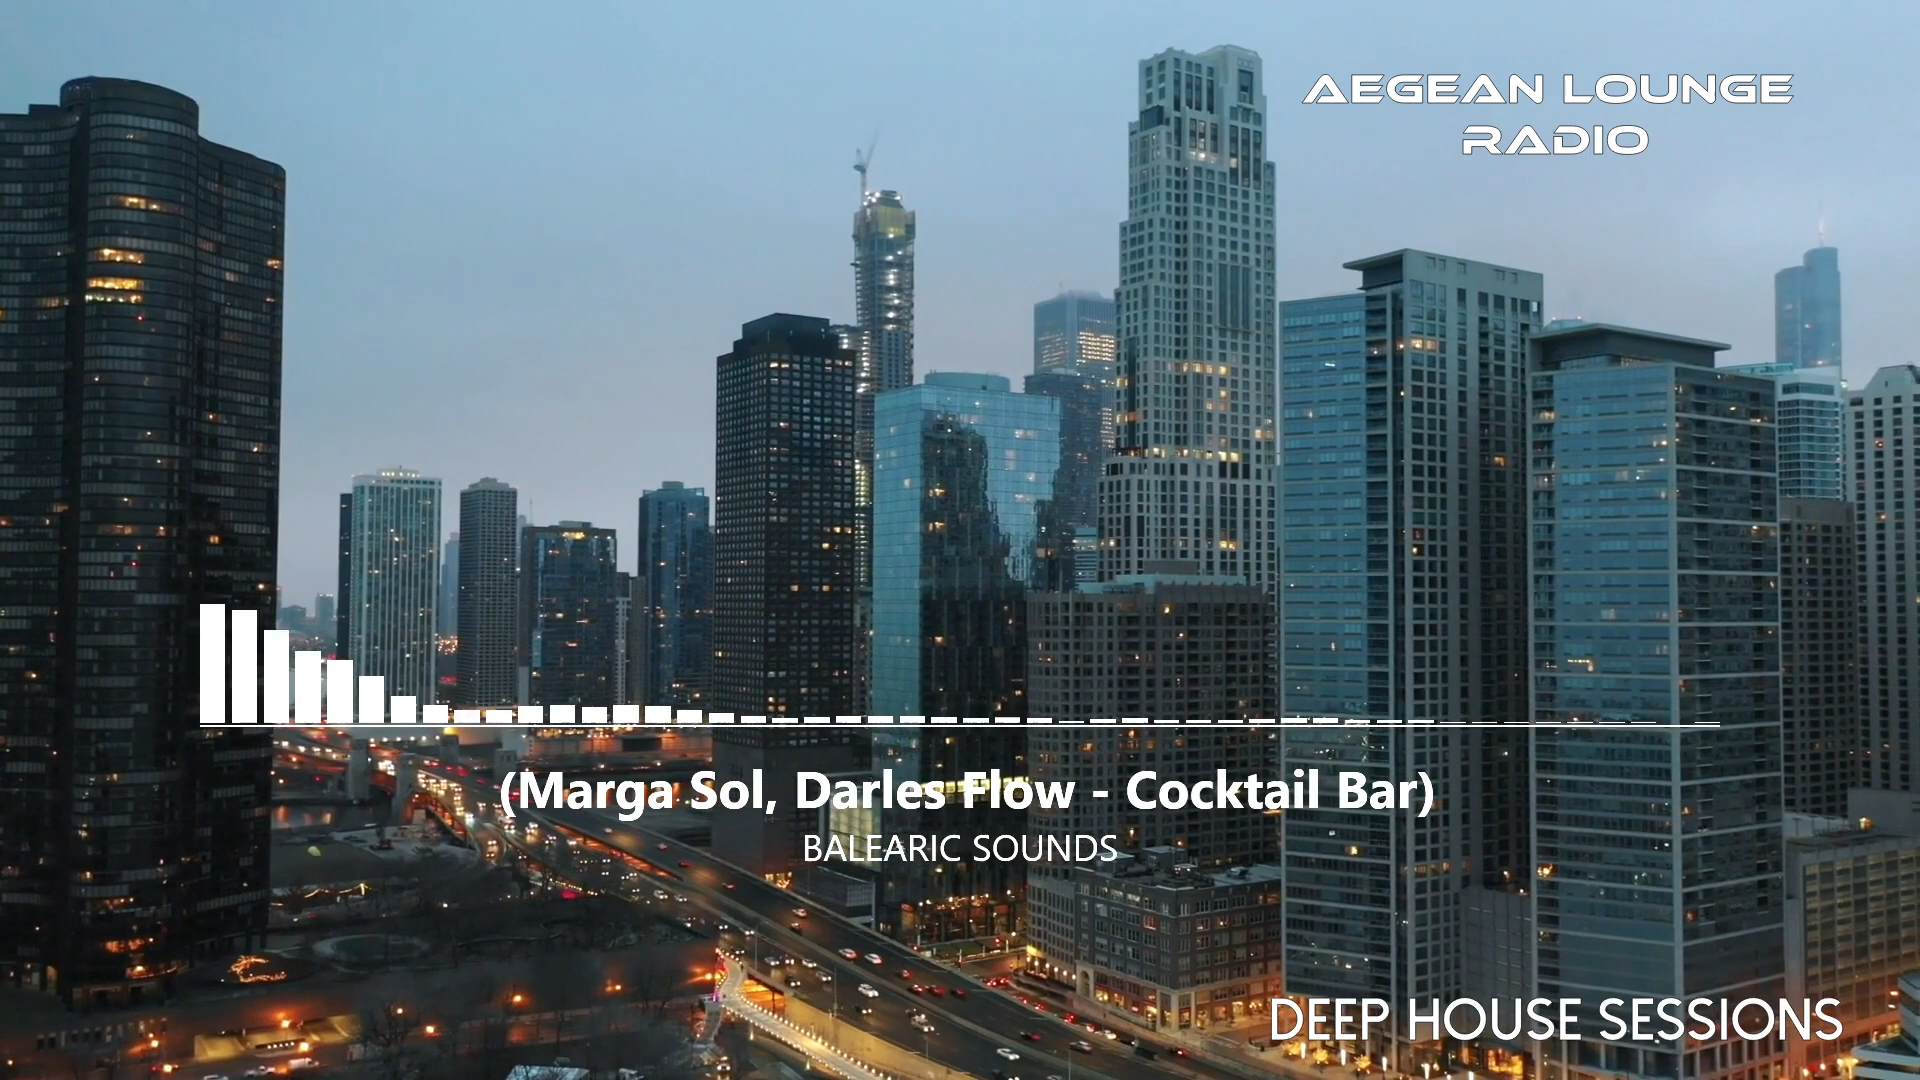 AEGEAN LOUNGE
RADIO
(Marga Sol, Darles Flow - Cocktail Bar)
BALEARIC SOUNDS
DEEP HOUSE SESSIONS